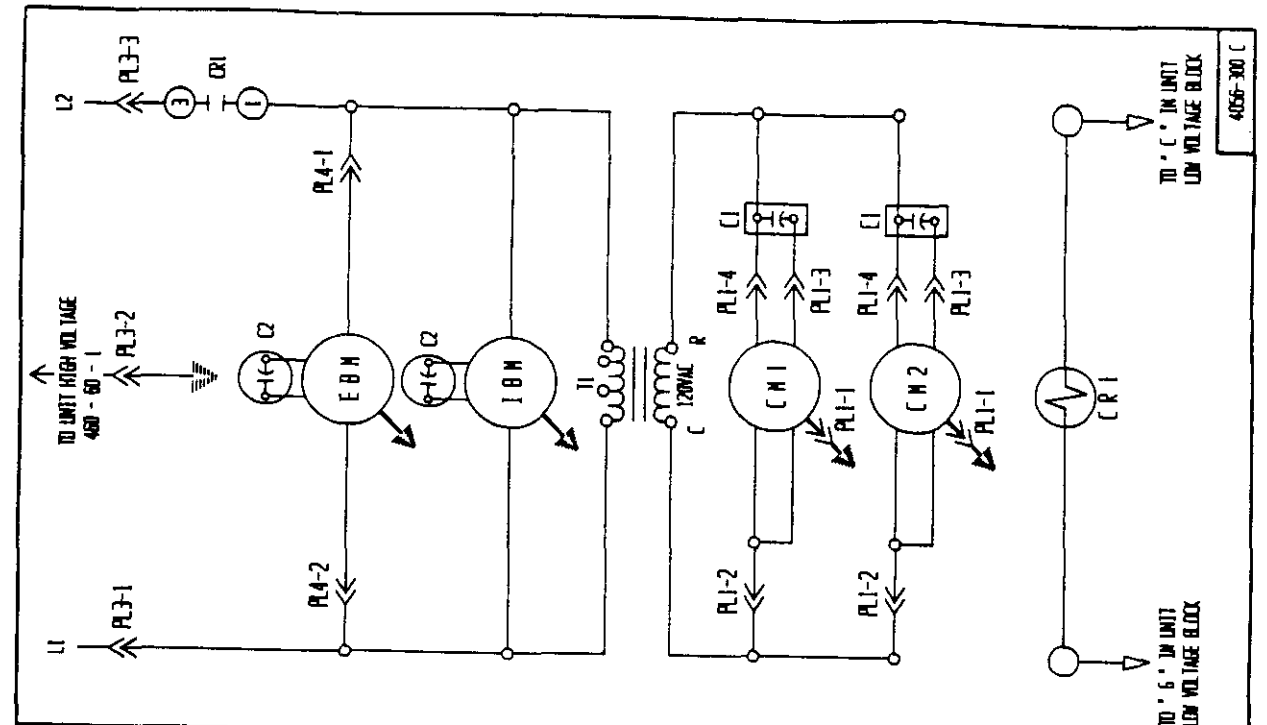 L2
PL3-3
3
CR1
1
TO UNIT HIGH VOLTAGE
460 - 60 - 1
PL3-2
L1
PL3-1
PL4-1
C2
EBM
PL4-2
C2
IBM
T1
R
120VAC
C
C1
PL1-4
PL1-3
CM1
PL1-1
PL1-2
C1
PL1-4
PL1-3
CM2
PL1-1
PL1-2
CR1
TO "C" IN UNIT
LOW VOLTAGE BLOCK
TO "G" IN UNIT
LOW VOLTAGE BLOCK
4056-300 C